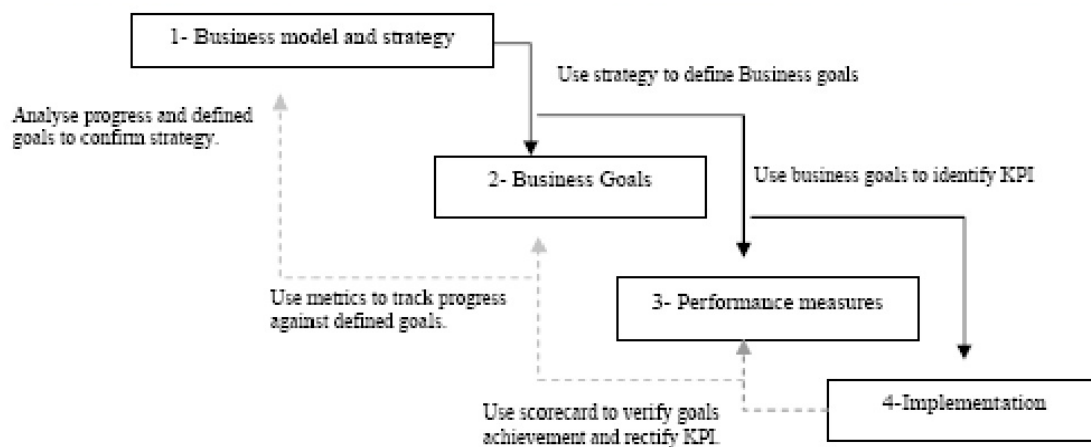 1- Business model and strategy
Use strategy to define Business goals
Analyse progress and defined
goals to confirm strategy.
2- Business Goals
Use business goals to identify KPI
Use metrics to track progress
against defined goals.
3- Performance measures
4-Implementation
Use scorecard to verify goals
achievement and rectify KPI.